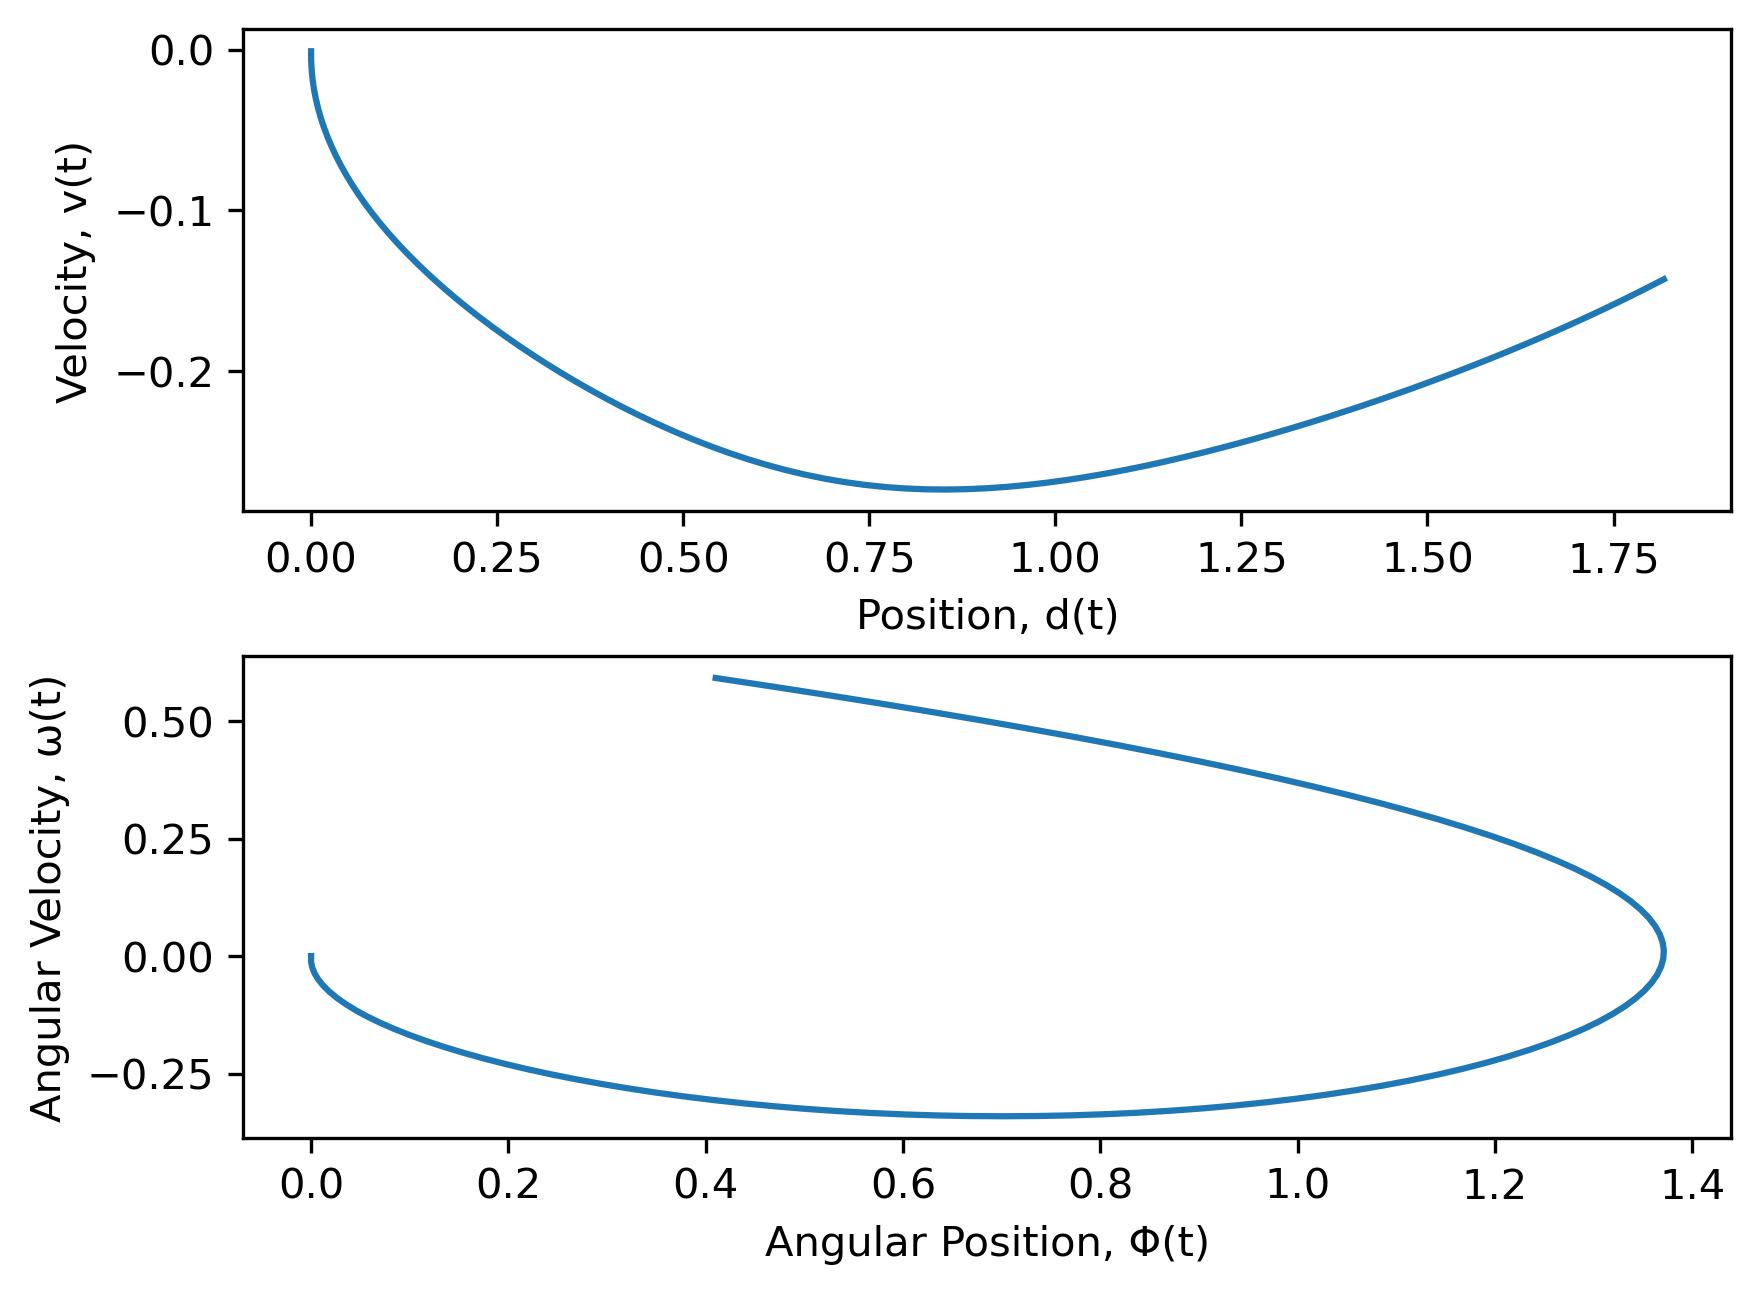 Velocity, v(t)
0.0
−0.1
−0.2
0.00 0.25 0.50 0.75 1.00 1.25 1.50 1.75
Position, d(t)
Angular Velocity, ω(t)
0.50
0.25
0.00
−0.25
0.0 0.2 0.4 0.6 0.8 1.0 1.2 1.4
Angular Position, Φ(t)